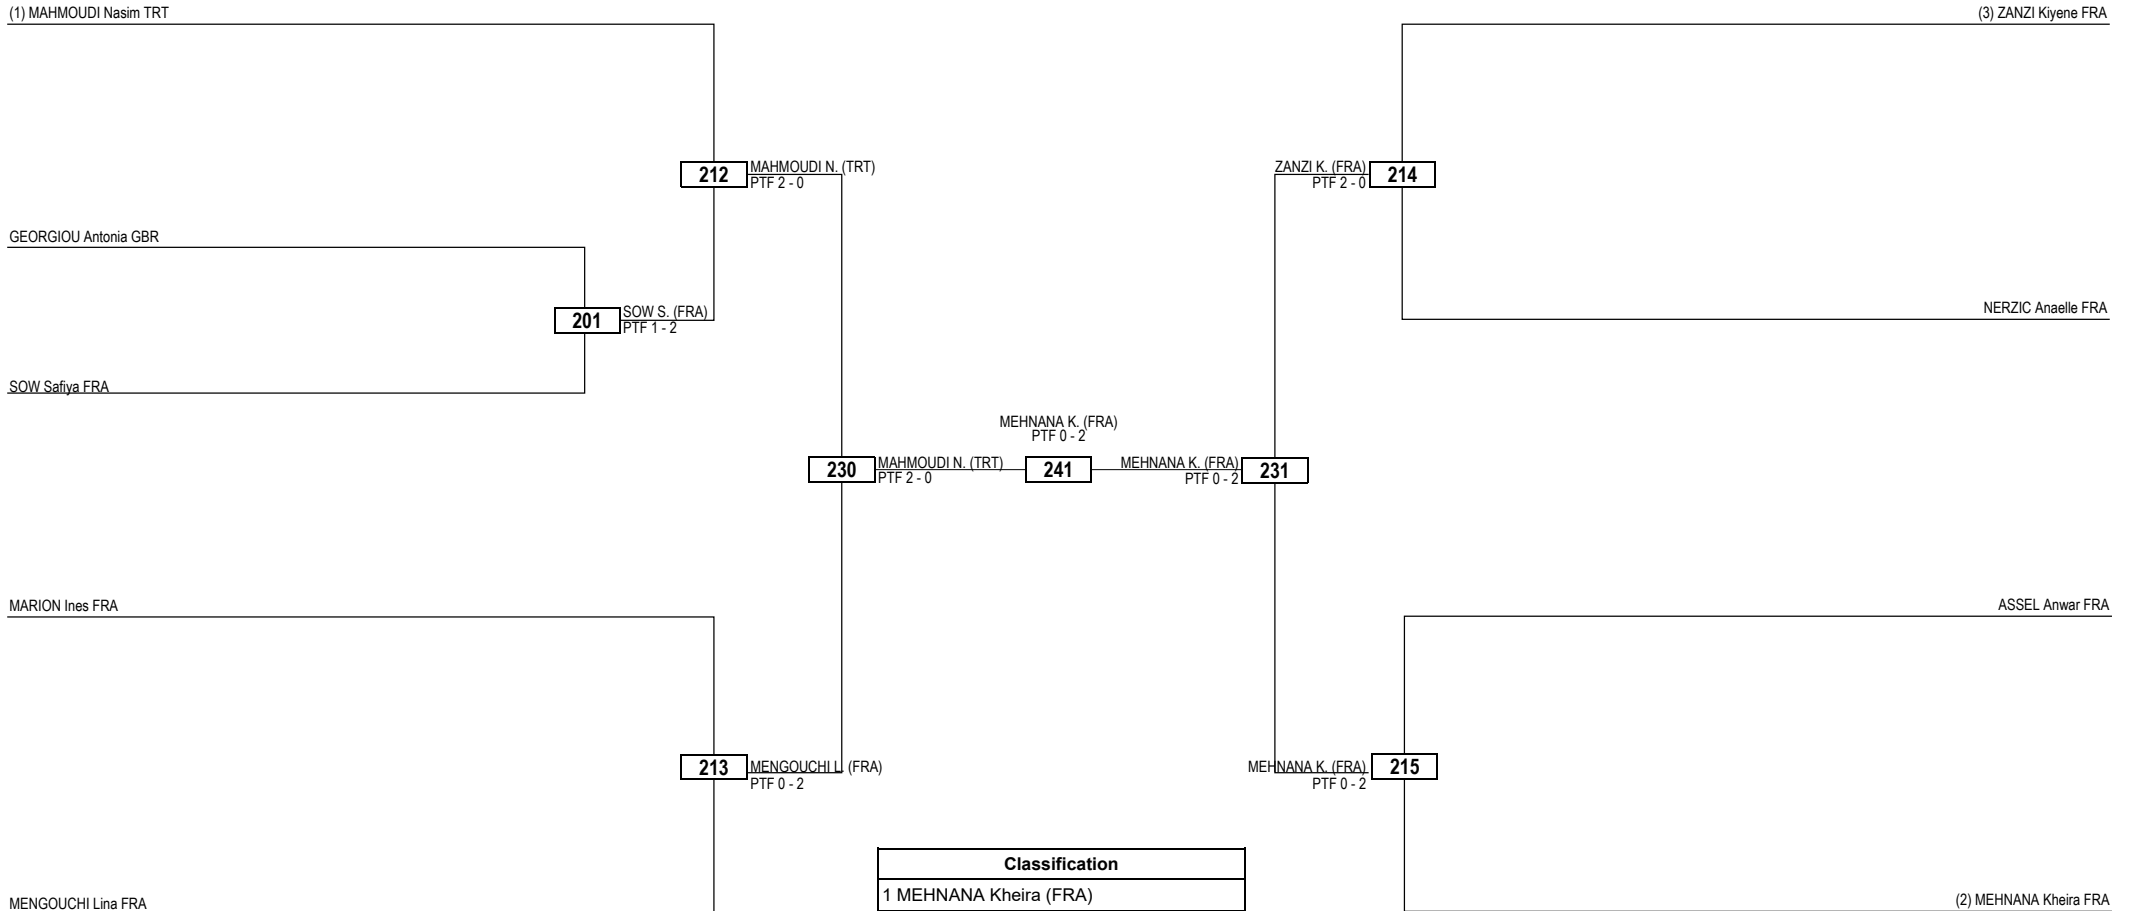 (1) MAHMOUDI Nasim TRT
(3) ZANZI Kiyene FRA
212
MAHMOUDI N. (TRT)
PTF 2 - 0
ZANZI K. (FRA)
PTF 2 - 0
214
GEORGIOU Antonia GBR
201
SOW S. (FRA)
PTF 1 - 2
NERZIC Anaelle FRA
SOW Safiya FRA
MEHNANA K. (FRA)
PTF 0 - 2
230
MAHMOUDI N. (TRT)
PTF 2 - 0
241
MEHNANA K. (FRA)
PTF 0 - 2
231
MARION Ines FRA
ASSEL Anwar FRA
213
MENGOUCHI L. (FRA)
PTF 0 - 2
MEHNANA K. (FRA)
PTF 0 - 2
215
Classification
1 MEHNANA Kheira (FRA)
MENGOUCHI Lina FRA
(2) MEHNANA Kheira FRA